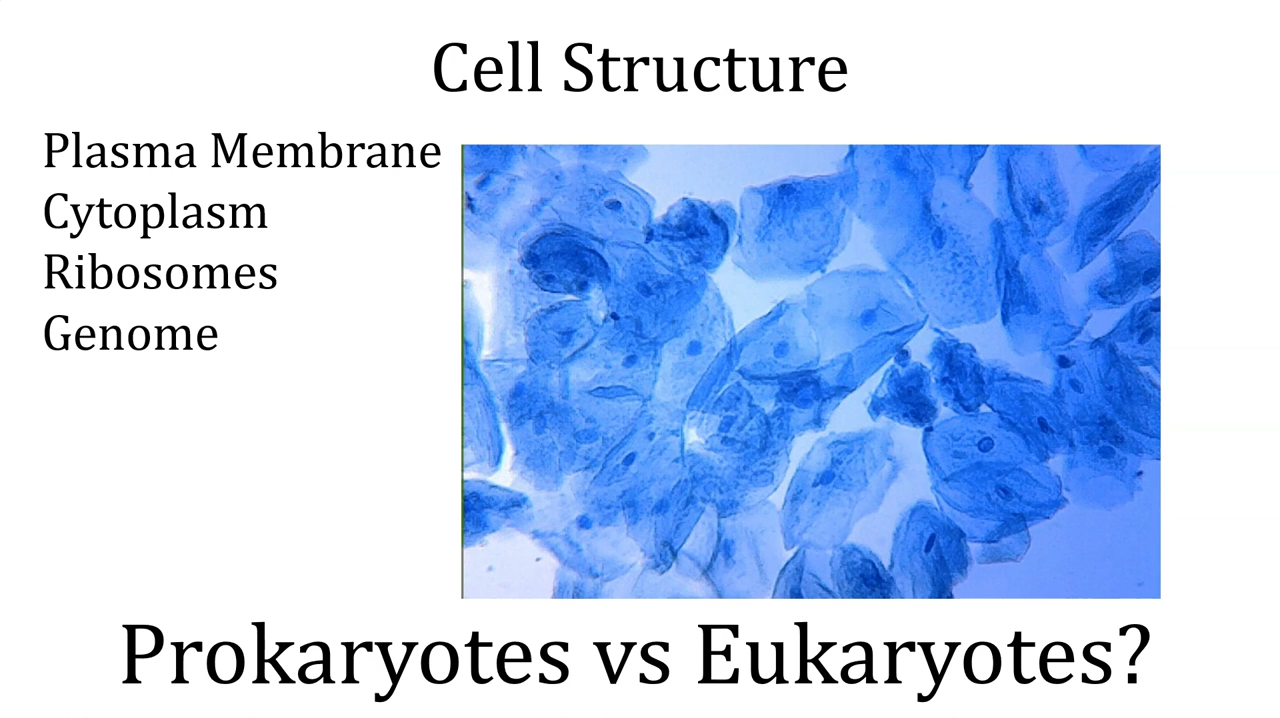 Cell Structure
Plasma Membrane
Cytoplasm
Ribosomes
Genome
Prokaryotes vs Eukaryotes?